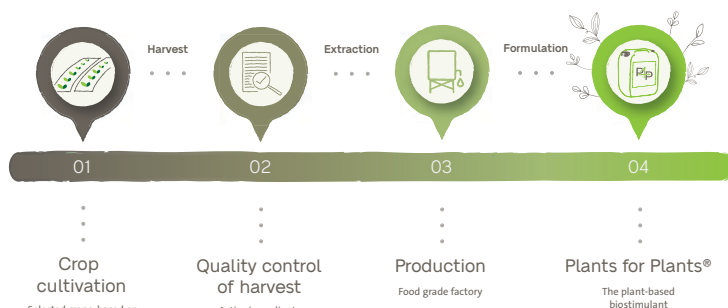 Harvest
Extraction
Formulation
P/P
01
02
03
04
Crop
cultivation
Quality control
of harvest
Production
Food grade factory
Plants for Plants®
The plant-based
biostimulant